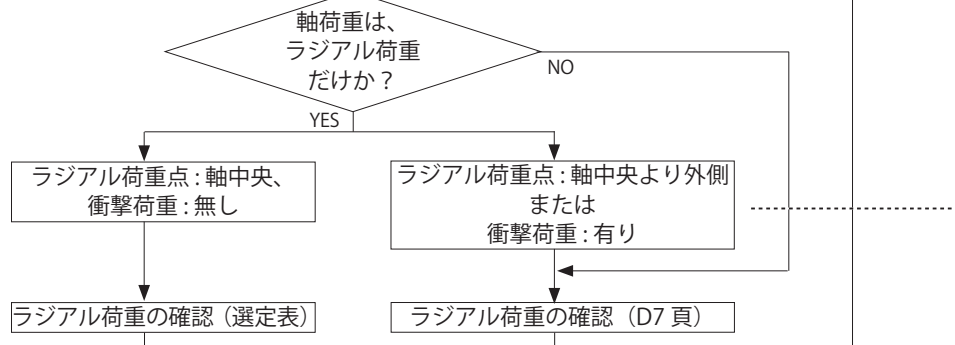 軸荷重は、
ラジアル荷重
だけか？
NO
YES
ラジアル荷重点 : 軸中央、
衝撃荷重 : 無し
ラジアル荷重点 : 軸中央より外側
または
衝撃荷重 : 有り
ラジアル荷重の確認（選定表）
ラジアル荷重の確認（D7 頁）